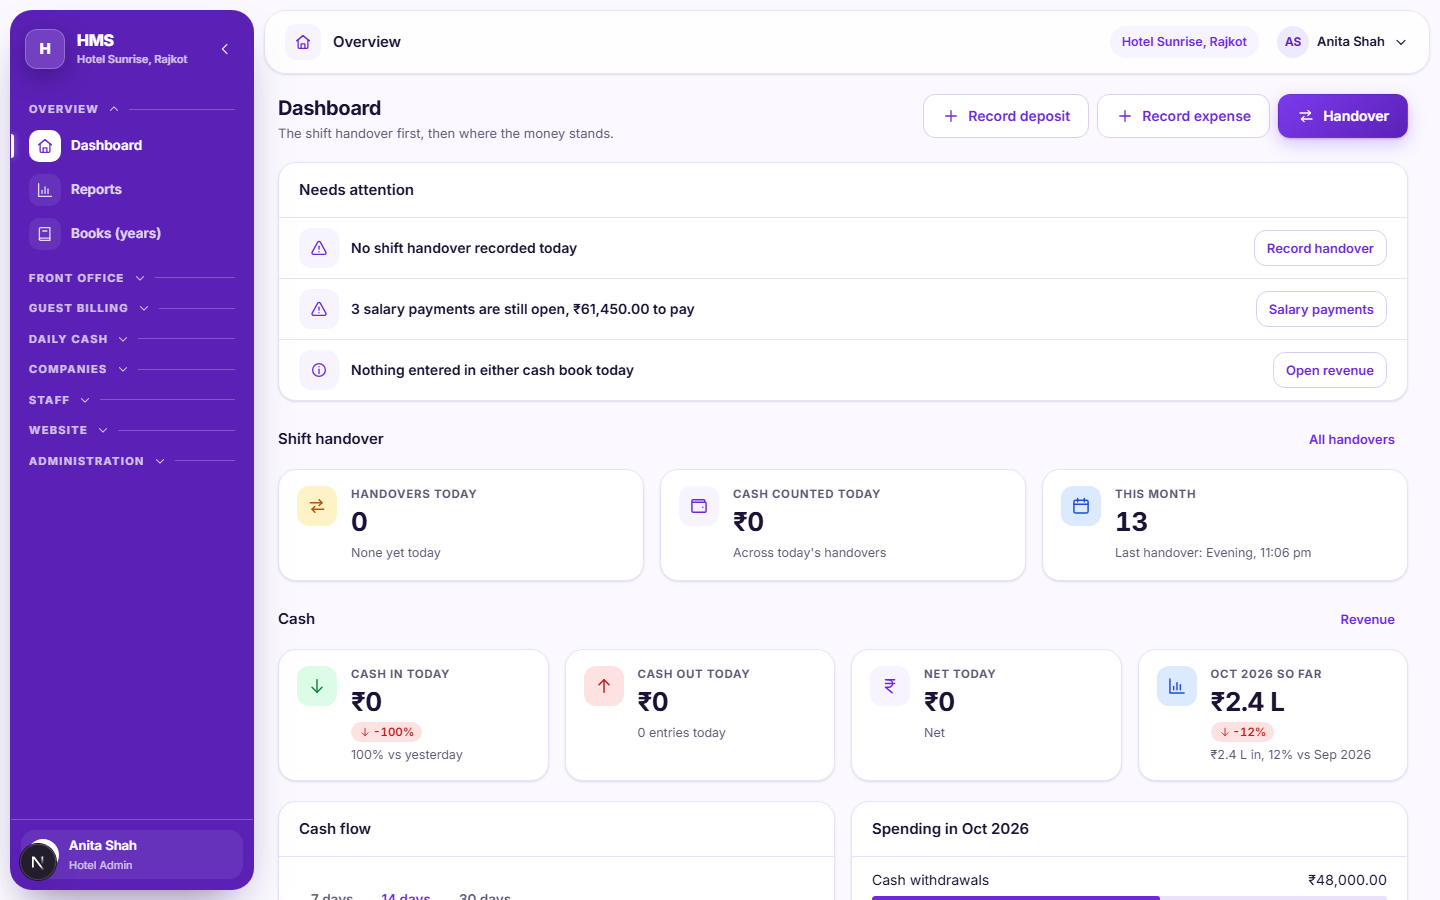 H
HMS
Hotel Sunrise, Rajkot
OVERVIEW
Dashboard
Reports
Books (years)
FRONT OFFICE
GUEST BILLING
DAILY CASH
COMPANIES
STAFF
WEBSITE
ADMINISTRATION
N
Anita Shah
Hotel Admin
Overview
Hotel Sunrise, Rajkot
AS
Anita Shah
Dashboard
The shift handover first, then where the money stands.
Record deposit
Record expense
Handover
Needs attention
No shift handover recorded today
Record handover
3 salary payments are still open, ₹61,450.00 to pay
Salary payments
Nothing entered in either cash book today
Open revenue
Shift handover
All handovers
HANDOVERS TODAY
0
None yet today
CASH COUNTED TODAY
₹0
Across today's handovers
THIS MONTH
13
Last handover: Evening, 11:06 pm
Cash
Revenue
CASH IN TODAY
₹0
-100%
100% vs yesterday
CASH OUT TODAY
₹0
0 entries today
₹
NET TODAY
₹0
Net
OCT 2026 SO FAR
₹2.4 L
-12%
₹2.4 L in, 12% vs Sep 2026
Cash flow
7 days
14 days
30 days
Spending in Oct 2026
Cash withdrawals
₹48,000.00